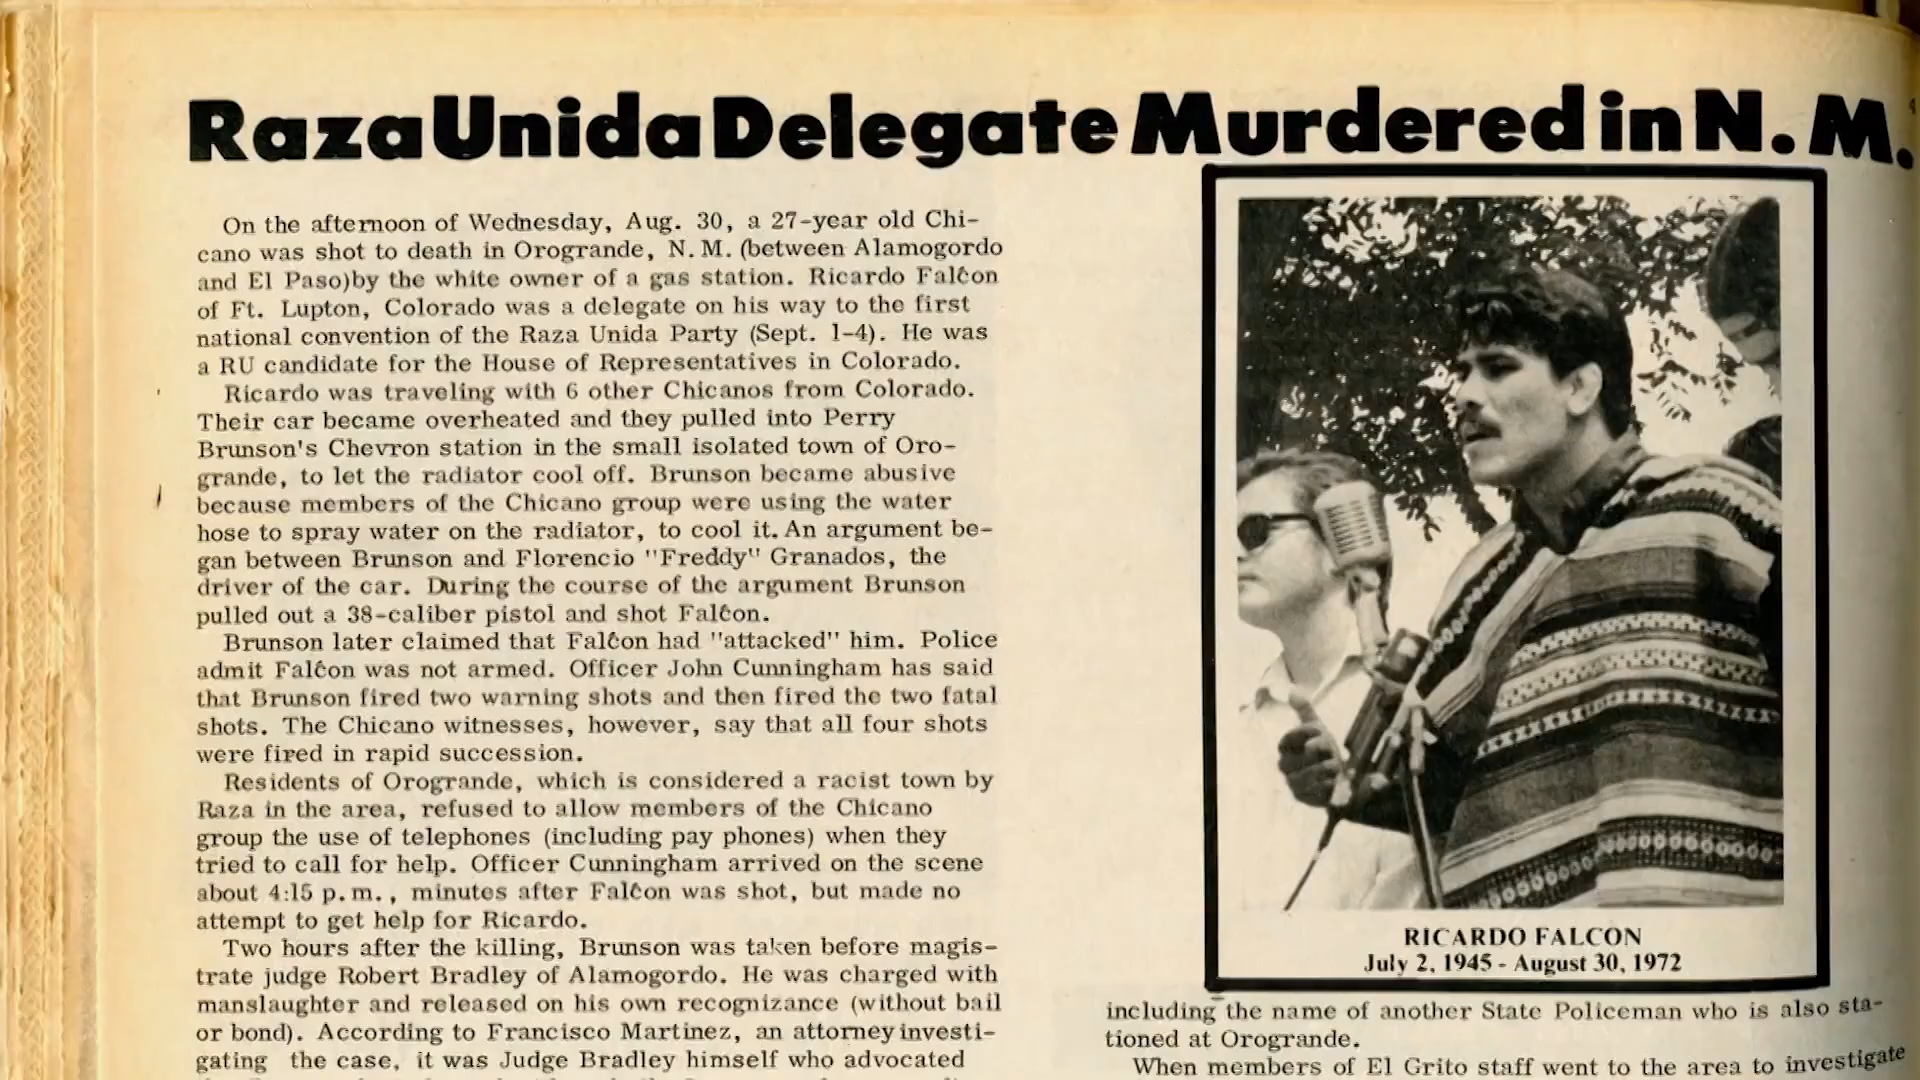 Raza Unida Delegate Murdered in N. M.
On the afternoon of Wednesday, Aug. 30, a 27-year old Chi-
cano was shot to death in Orogrande, N. M. (between Alamogordo
and El Paso)by the white owner of a gas station. Ricardo Falćon
of Ft. Lupton, Colorado was a delegate on his way to the first
national convention of the Raza Unida Party (Sept. 1-4). He was
a RU candidate for the House of Representatives in Colorado.
Ricardo was traveling with 6 other Chicanos from Colorado.
Their car became overheated and they pulled into Perry
Brunson's Chevron station in the small isolated town of Oro-
grande, to let the radiator cool off. Brunson became abusive
because members of the Chicano group were using the water
hose to spray water on the radiator, to cool it. An argument be-
gan between Brunson and Florencio "Freddy" Granados, the
driver of the car. During the course of the argument Brunson
pulled out a 38-caliber pistol and shot Falćon.
Brunson later claimed that Falćon had "attacked" him. Police
admit Falćon was not armed. Officer John Cunningham has said
that Brunson fired two warning shots and then fired the two fatal
shots. The Chicano witnesses, however, say that all four shots
were fired in rapid succession.
Residents of Orogrande, which is considered a racist town by
Raza in the area, refused to allow members of the Chicano
group the use of telephones (including pay phones) when they
tried to call for help. Officer Cunningham arrived on the scene
about 4:15 p. m. , minutes after Falćon was shot, but made no
attempt to get help for Ricardo.
Two hours after the killing, Brunson was taken before magis-
trate judge Robert Bradley of Alamogordo. He was charged with
manslaughter and released on his own recognizance (without bail
or bond). According to Francisco Martinez, an attorney investi-
gating the case, it was Judge Bradley himself who advocated
RICARDO FALCON
July 2, 1945 - August 30, 1972
including the name of another State Policeman who is also sta-
tioned at Orogrande.
When members of El Grito staff went to the area to investigate